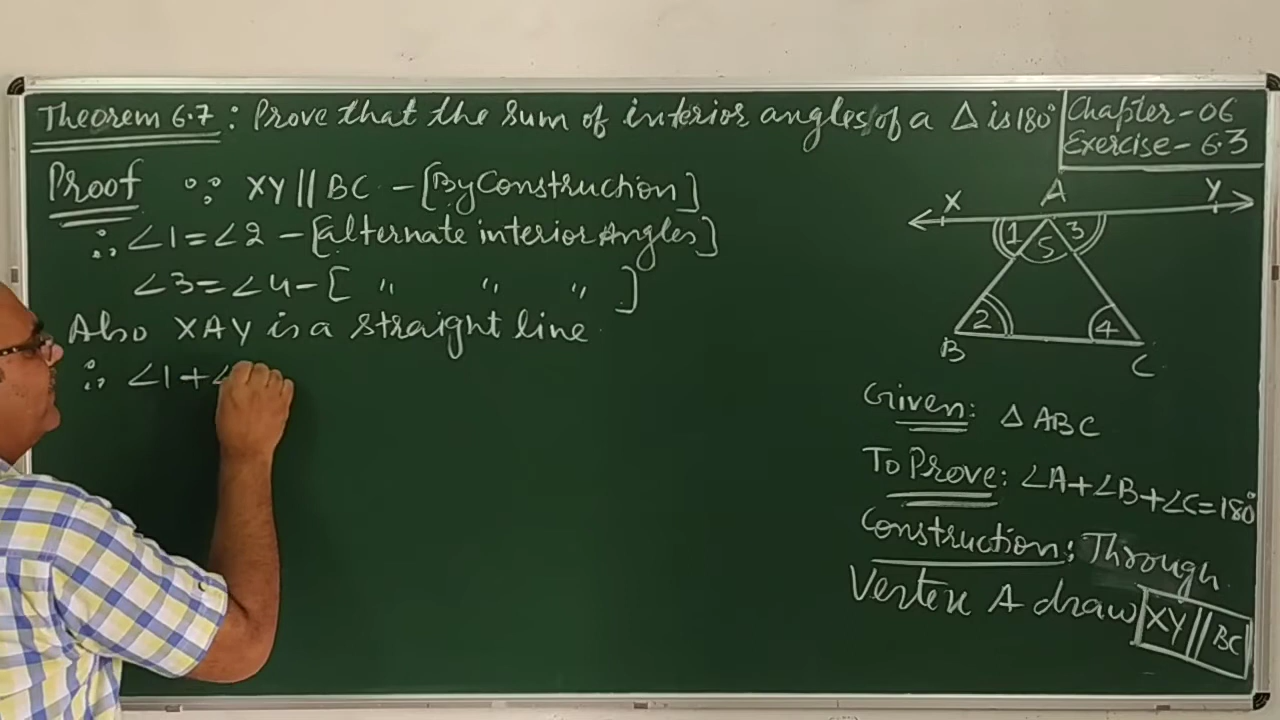 Theorem 6.7: Prove that the sum of interior angles of a Δ is 180°
Chapter-06
Exercise-6.3
Proof ∵ XY || BC - [By Construction]
∴ ∠1=∠2 - [alternate interior Angles]
∠3=∠4 - [ " " " ]
Also XAY is a straight line.
∴ ∠1+∠
X A Y
1 5 3
2 4
B C
Given: Δ ABC
To Prove: ∠A+∠B+∠C=180°
Construction: Through
Vertex A draw XY || BC